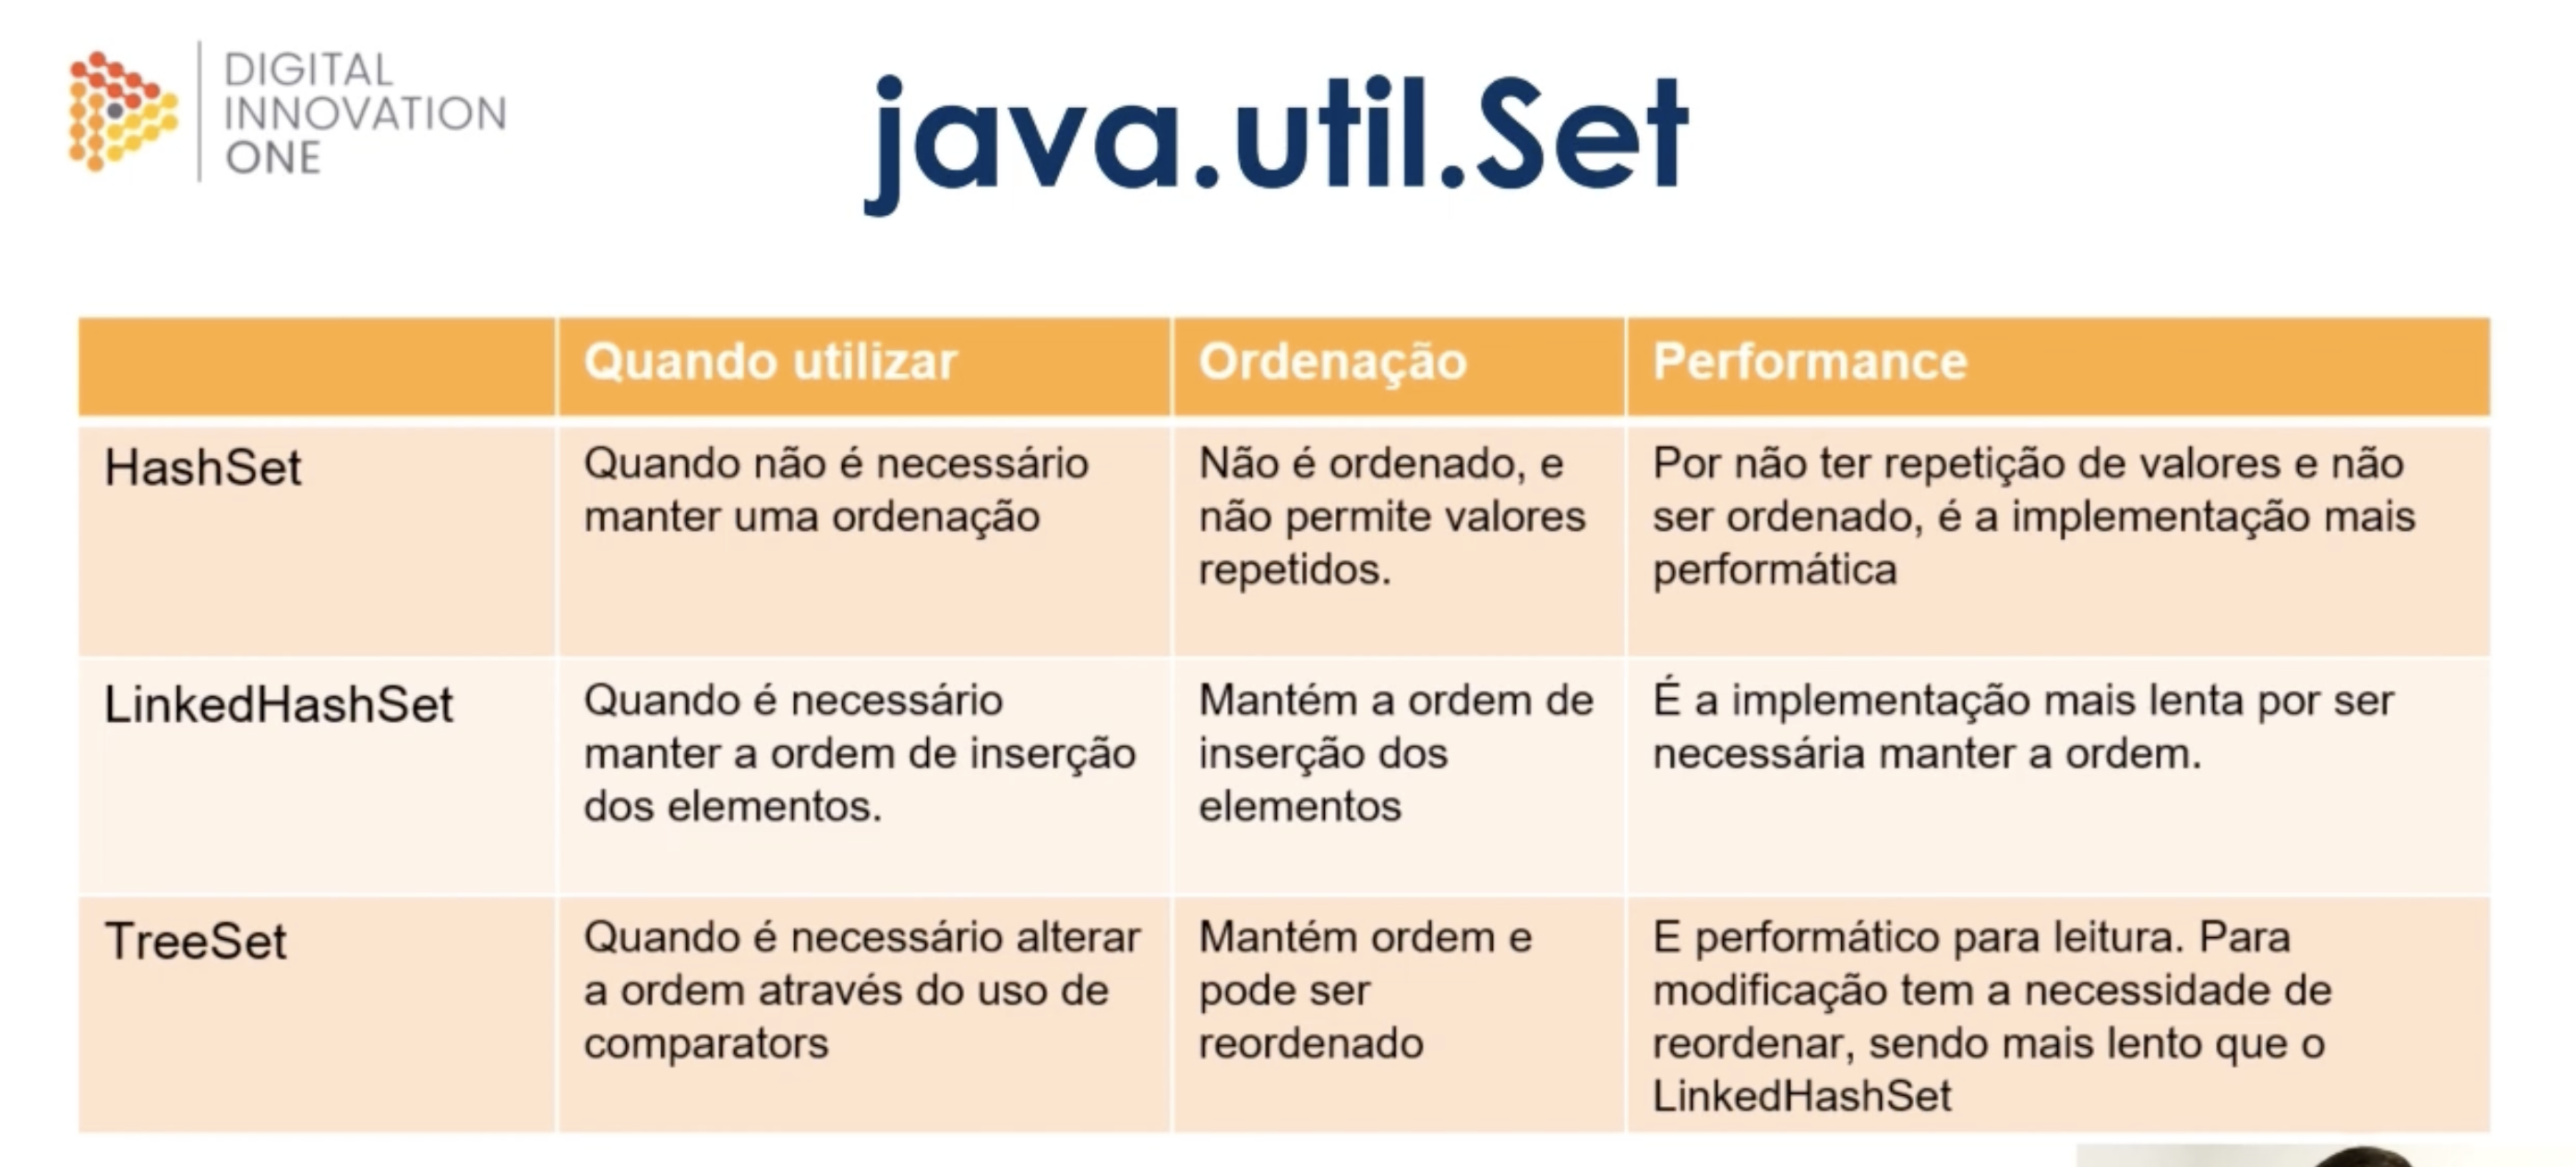 DIGITAL
INNOVATION
ONE
java.util.Set
Quando utilizar
Ordenação
Performance
HashSet
Quando não é necessário
manter uma ordenação
Não é ordenado, e
não permite valores
repetidos.
Por não ter repetição de valores e não
ser ordenado, é a implementação mais
performática
LinkedHashSet
Quando é necessário
manter a ordem de inserção
dos elementos.
Mantém a ordem de
inserção dos
elementos
É a implementação mais lenta por ser
necessária manter a ordem.
TreeSet
Quando é necessário alterar
a ordem através do uso de
comparators
Mantém ordem e
pode ser
reordenado
E performático para leitura. Para
modificação tem a necessidade de
reordenar, sendo mais lento que o
LinkedHashSet